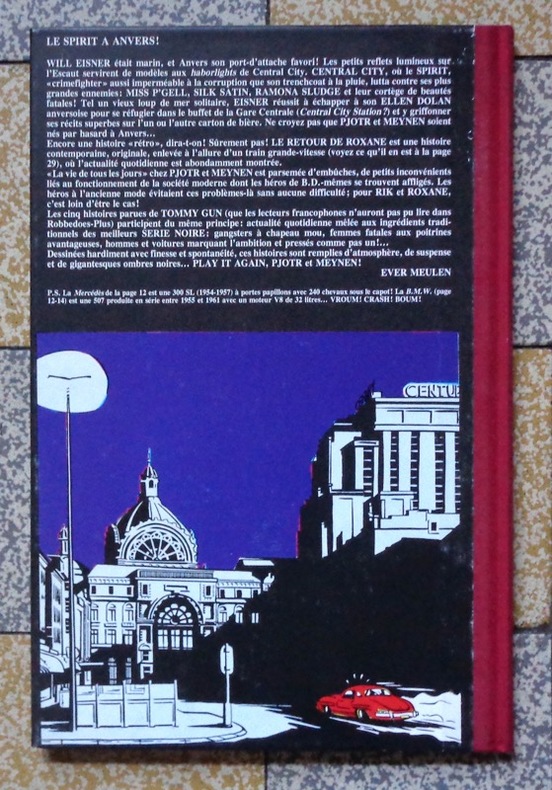 LE SPIRIT A ANVERS!
WILL EISNER était marin, et Anvers son port-d'attache favori! Les petits reflets lumineux sur
l'Escaut servirent de modèles aux haborlights de Central City, CENTRAL CITY, où le SPIRIT,
«crimefighter» aussi imperméable à la corruption que son trenchcoat à la pluie, lutta contre ses plus
grandes ennemies: MISS P'GELL, SILK SATIN, RAMONA SLUDGE et leur cortège de beautés
fatales! Tel un vieux loup de mer solitaire, EISNER réussit à échapper à son ELLEN DOLAN
anversoise pour se réfugier dans le buffet de la Gare Centrale (Central City Station?) et y griffonner
ses récits superbes sur l'un ou l'autre carton de bière. Ne croyez pas que PJOTR et MEYNEN soient
nés par hasard à Anvers...
Encore une histoire «rétro», dira-t-on! Sûrement pas! LE RETOUR DE ROXANE est une histoire
contemporaine, originale, enlevée à l'allure d'un train grande-vitesse (voyez ce qu'il en est à la page
29), où l'actualité quotidienne est abondamment montrée.
«La vie de tous les jours» chez PJOTR et MEYNEN est parsemée d'embûches, de petits inconvénients
liés au fonctionnement de la société moderne dont les héros de B.D.-mêmes se trouvent affligés. Les
héros à l'ancienne mode évitaient ces problèmes-là sans aucune difficulté; pour RIK et ROXANE,
c'est loin d'être le cas!
Les cinq histoires parues de TOMMY GUN (que les lecteurs francophones n'auront pas pu lire dans
Robbedoes-Plus) participent du même principe: actualité quotidienne mêlée aux ingrédients tradi-
tionnels des meilleurs SERIE NOIRE: gangsters à chapeau mou, femmes fatales aux poitrines
avantageuses, hommes et voitures marquant l'ambition et pressés comme pas un!...
Dessinées hardiment avec finesse et spontanéité, ces histoires sont remplies d'atmosphère, de suspense
et de gigantesques ombres noires... PLAY IT AGAIN, PJOTR et MEYNEN!
EVER MEULEN
P.S. La Mercédès de la page 12 est une 300 SL (1954-1957) à portes papillons avec 240 chevaux sous le capot! La B.M.W. (page
12-14) est une 507 produite en série entre 1955 et 1961 avec un moteur V8 de 32 litres... VROUM! CRASH! BOUM!
CENTU